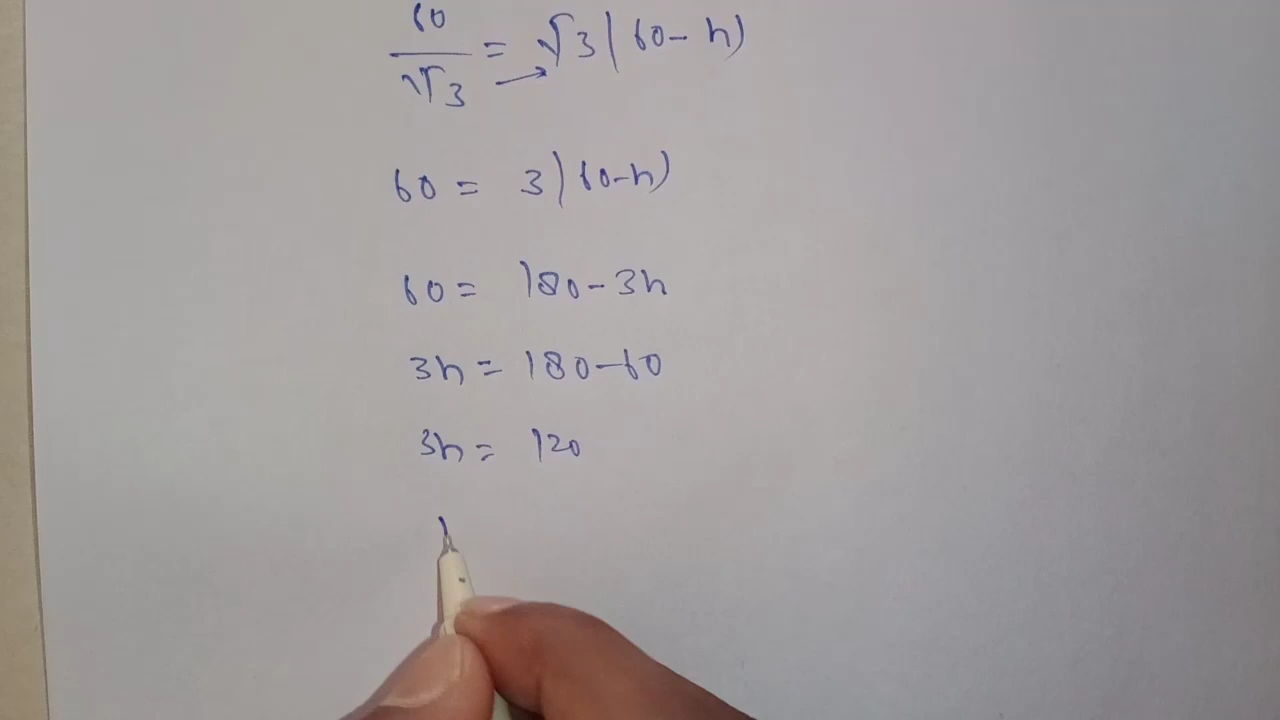 60/√3 = √3(60-h)
60 = 3(60-h)
60 = 180-3h
3h = 180-60
3h = 120